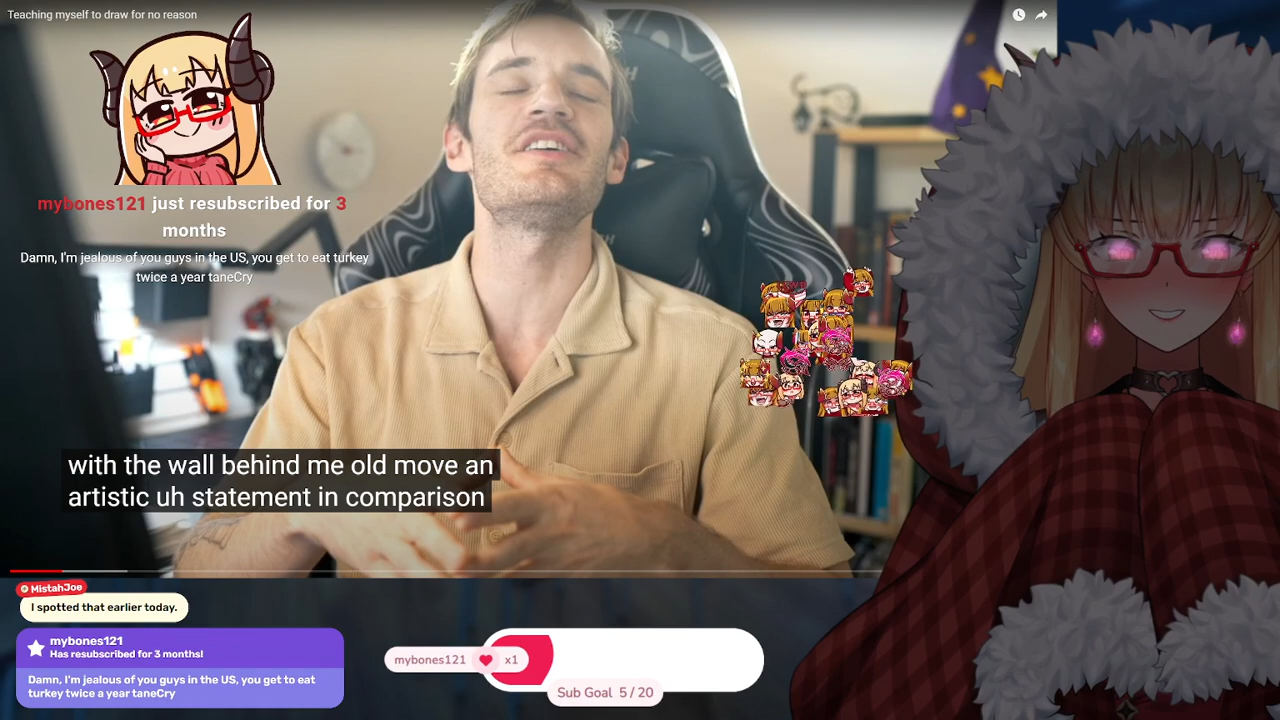 Teaching myself to draw for no reason
mybones121 just resubscribed for 3
months
Damn, I'm jealous of you guys in the US, you get to eat turkey
twice a year taneCry
with the wall behind me old move an
artistic uh statement in comparison
MistahJoe
I spotted that earlier today.
mybones121
Has resubscribed for 3 months!
Damn, I'm jealous of you guys in the US, you get to eat
turkey twice a year taneCry
mybones121 x1
Sub Goal 5 / 20